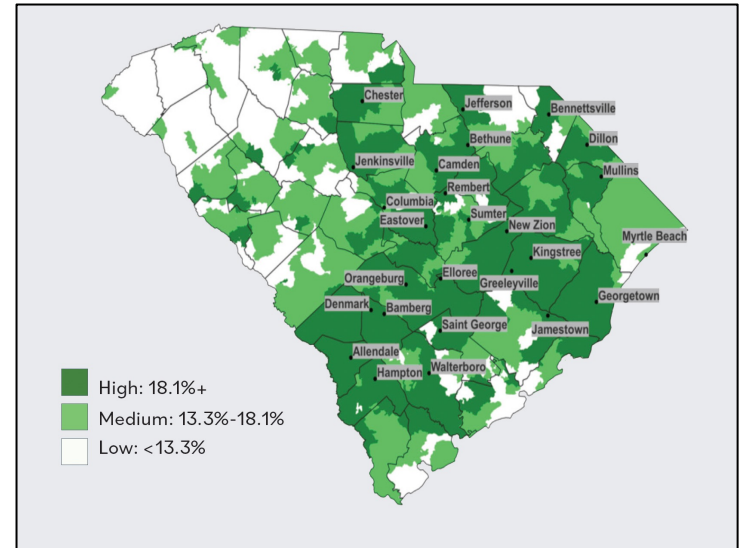 Chester
Jefferson
Bennettsville
Bethune
Dillon
Jenkinsville
Camden
Mullins
Rembert
Columbia
Sumter
Eastover
New Zion
Myrtle Beach
Kingstree
Elloree
Orangeburg
Greeleyville
Georgetown
Denmark
Bamberg
Saint George
Jamestown
Allendale
Walterboro
Hampton
High: 18.1%+
Medium: 13.3%-18.1%
Low: <13.3%